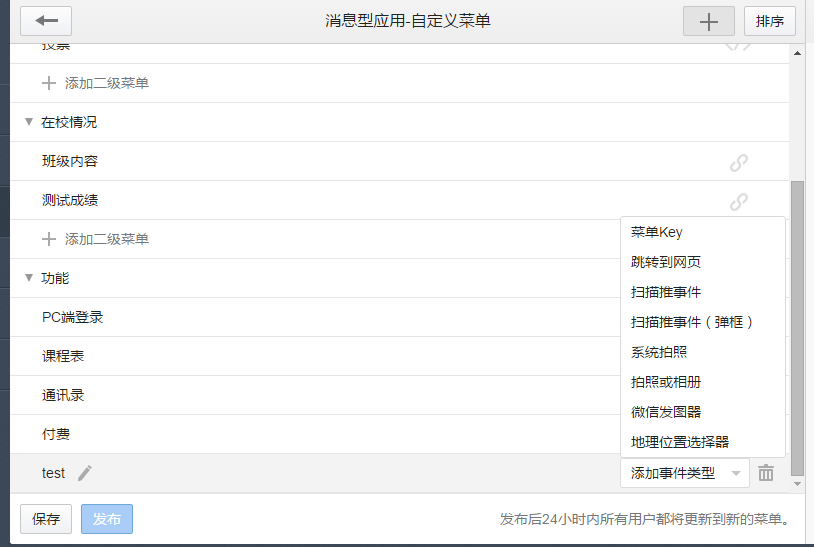 消息型应用-自定义菜单
排序
投票
添加二级菜单
在校情况
班级内容
测试成绩
添加二级菜单
功能
PC端登录
课程表
通讯录
付费
test
菜单Key
跳转到网页
扫描推事件
扫描推事件（弹框）
系统拍照
拍照或相册
微信发图器
地理位置选择器
添加事件类型
保存
发布
发布后24小时内所有用户都将更新到新的菜单。